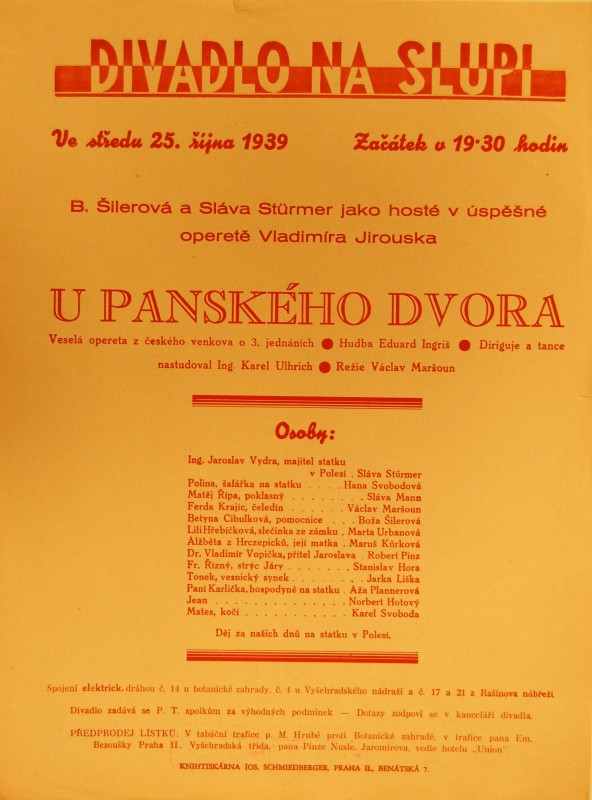 DIVADLO NA SLUPI
Ve středu 25. října 1939 Začátek v 19·30 hodin
B. Šilerová a Sláva Stürmer jako hosté v úspěšné
operetě Vladimíra Jirouska
U PANSKÉHO DVORA
Veselá opereta z českého venkova o 3. jednáních ● Hudba Eduard Ingriš ● Diriguje a tance
nastudoval Ing. Karel Ulhrich ● Režie Václav Maršoun
Osoby:
Ing. Jaroslav Vydra, majitel statku
v Polesí . Sláva Stürmer
Polina, šafářka na statku . . . . Hana Svobodová
Matěj Řípa, poklasný . . . . . . . . Sláva Mann
Ferda Krajíc, čeledín . . . . . . Václav Maršoun
Betyna Cibulková, pomocnice . . . Boža Šilerová
Lili Hřebíčková, slečinka ze zámku . Marta Urbanová
Alžběta z Hrczepicků, její matka . Maruš Kůrková
Dr. Vladimír Vopička, přítel Jaroslava . Robert Pinz
Fr. Řízný, strýc Járy . . . . . . . Stanislav Hora
Tonek, vesnický synek . . . . . . . Jarka Liška
Paní Karlička, hospodyně na statku . Aža Plannerová
Jean . . . . . . . . . . . . . Norbert Hotový
Mates, kočí . . . . . . . . . . . Karel Svoboda
Děj za našich dnů na statku v Polesí.
Spojení elektrick. dráhou č. 14 u botanické zahrady, č. 4 u Vyšehradského nádraží a č. 17 a 21 z Rašínova nábřeží.
Divadlo zadává se P. T. spolkům za výhodných podmínek — Dotazy zodpoví se v kanceláři divadla.
PŘEDPRODEJ LÍSTKŮ: V tabáční trafice p. M. Hrubé proti Botanické zahradě, v trafice pana Em.
Bezoušky Praha II., Vyšehradská třída, pana Pinze Nusle, Jaromírova, vedle hotelu „Union".
KNIHTISKÁRNA JOS. SCHMIEDBERGER, PRAHA II., BENÁTSKÁ 7.